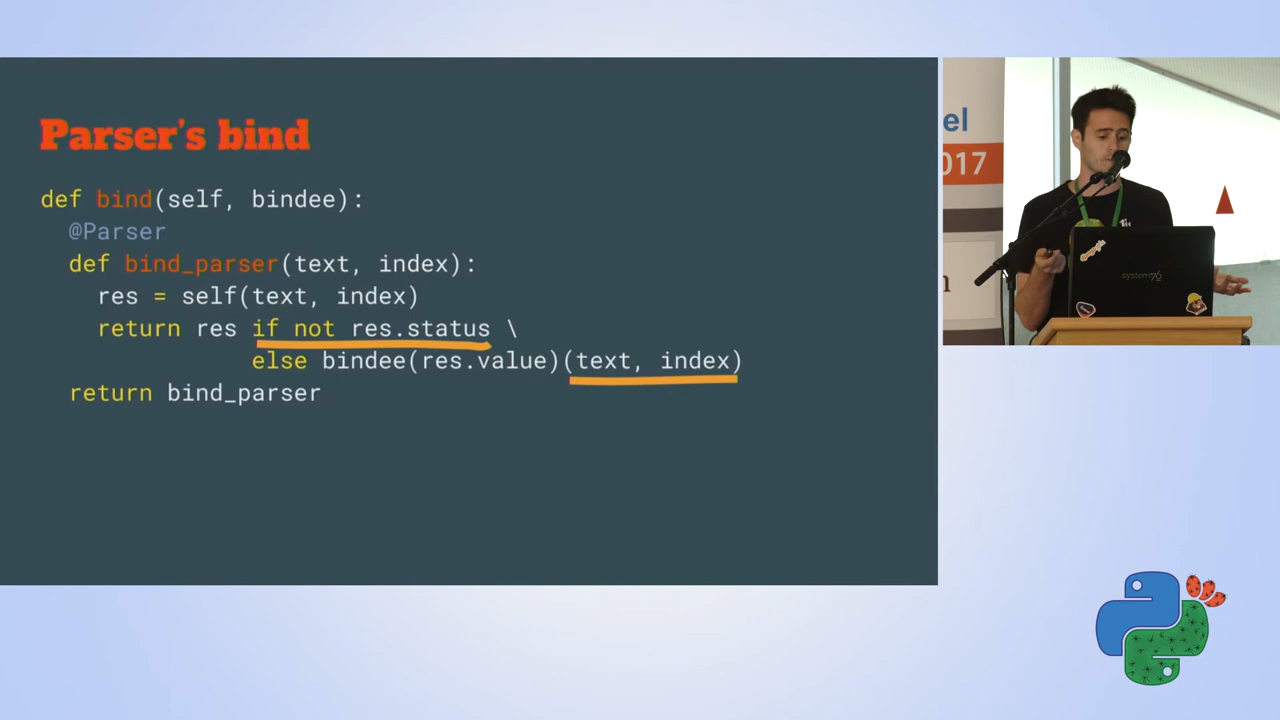 Parser's bind
def bind(self, bindee):
  @Parser
  def bind_parser(text, index):
    res = self(text, index)
    return res if not res.status \
               else bindee(res.value)(text, index)
  return bind_parser
el
017
n
system76